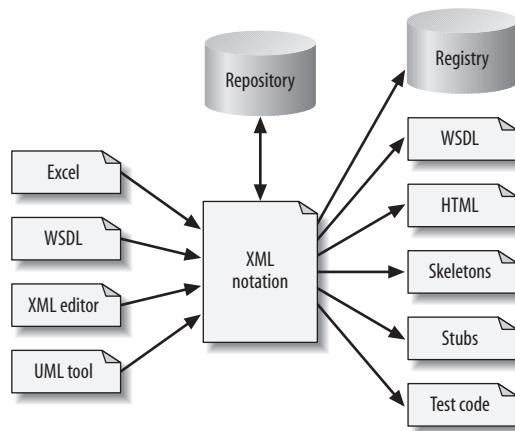 Repository
Registry
Excel
WSDL
XML editor
UML tool
XML
notation
WSDL
HTML
Skeletons
Stubs
Test code